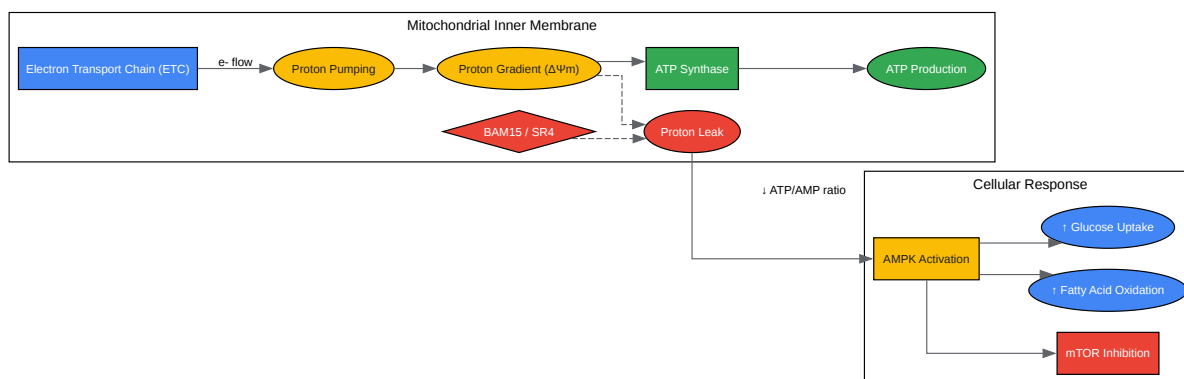 Mitochondrial Inner Membrane
Electron Transport Chain (ETC)
e- flow
Proton Pumping
Proton Gradient (ΔΨm)
ATP Synthase
ATP Production
BAM15 / SR4
Proton Leak
↓ ATP/AMP ratio
Cellular Response
AMPK Activation
↑ Glucose Uptake
↑ Fatty Acid Oxidation
mTOR Inhibition